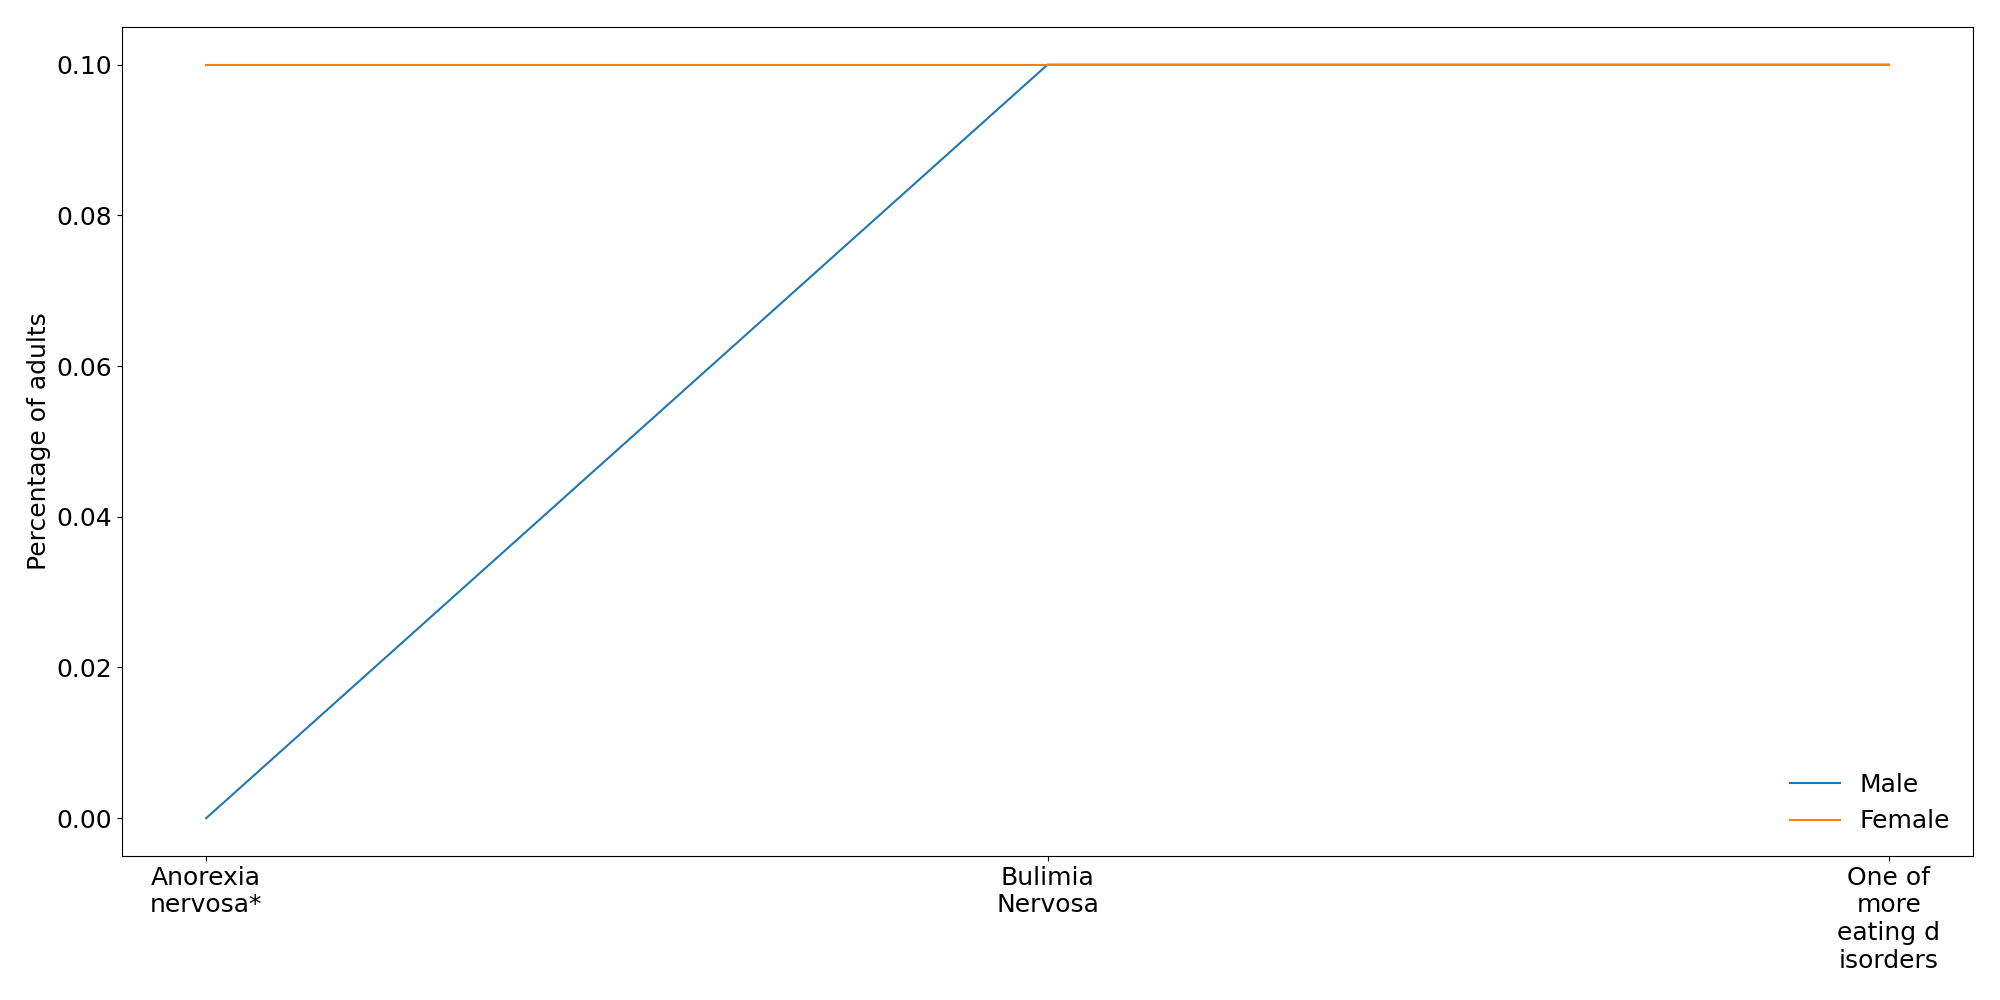 Percentage of adults
0.10
0.08
0.06
0.04
0.02
0.00
Anorexia
nervosa*
Bulimia
Nervosa
One of
more
eating d
isorders
Male
Female